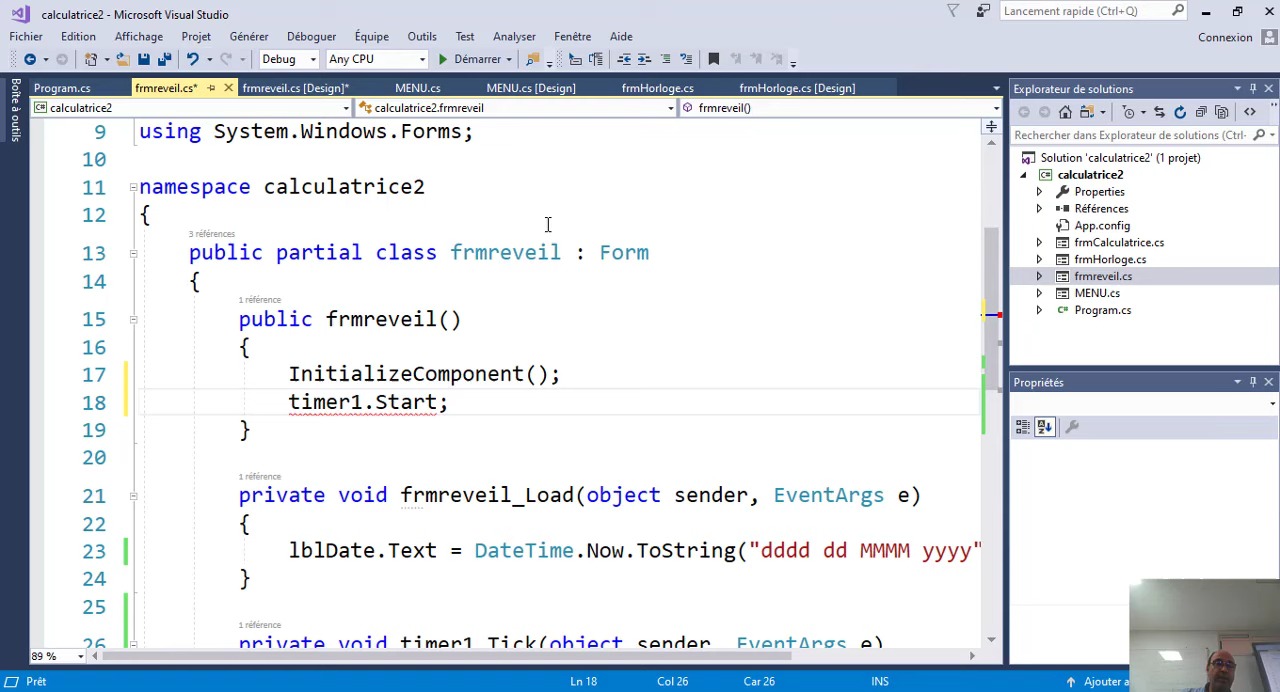 calculatrice2 - Microsoft Visual Studio
Lancement rapide (Ctrl+Q)
Fichier Edition Affichage Projet Générer Déboguer Équipe Outils Test Analyser Fenêtre Aide
Connexion
Debug Any CPU Démarrer
Boîte à outils
Program.cs frmreveil.cs* frmreveil.cs [Design]* MENU.cs MENU.cs [Design] frmHorloge.cs frmHorloge.cs [Design]
calculatrice2 calculatrice2.frmreveil frmreveil()
9 using System.Windows.Forms;
10
11 namespace calculatrice2
12 {
3 références
13 public partial class frmreveil : Form
14 {
1 référence
15 public frmreveil()
16 {
17 InitializeComponent();
18 timer1.Start;
19 }
20
1 référence
21 private void frmreveil_Load(object sender, EventArgs e)
22 {
23 lblDate.Text = DateTime.Now.ToString("dddd dd MMMM yyyy"
24 }
25
1 référence
26 private void timer1_Tick(object sender, EventArgs e)
89 %
Explorateur de solutions
Rechercher dans Explorateur de solutions (Ctrl+
Solution 'calculatrice2' (1 projet)
calculatrice2
Properties
Références
App.config
frmCalculatrice.cs
frmHorloge.cs
frmreveil.cs
MENU.cs
Program.cs
Propriétés
Prêt Ln 18 Col 26 Car 26 INS Ajouter a